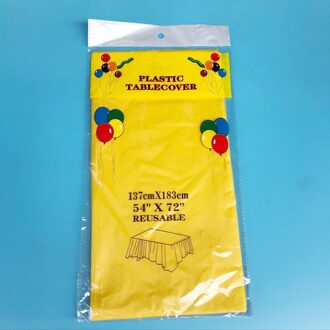 PLASTIC
TABLECOVER
137cmX183cm
54" X 72"
REUSABLE